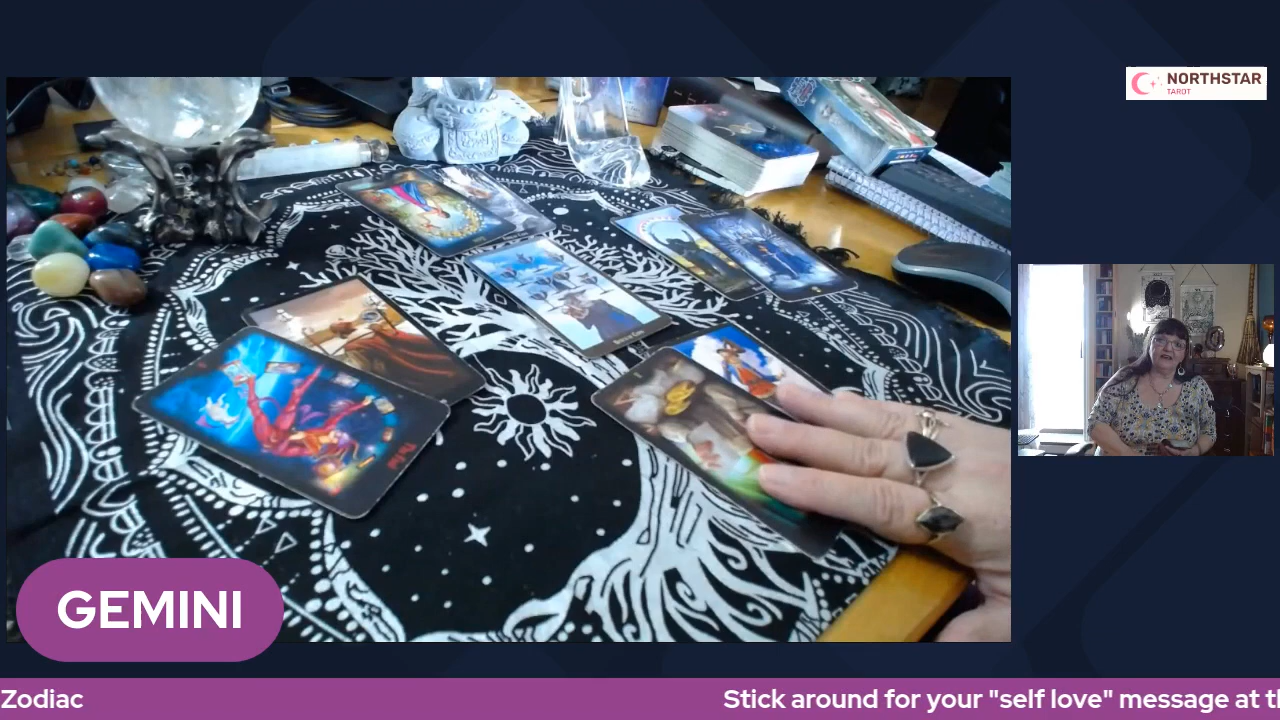 NORTHSTAR
TAROT
GEMINI
Zodiac
Stick around for your "self love" message at th